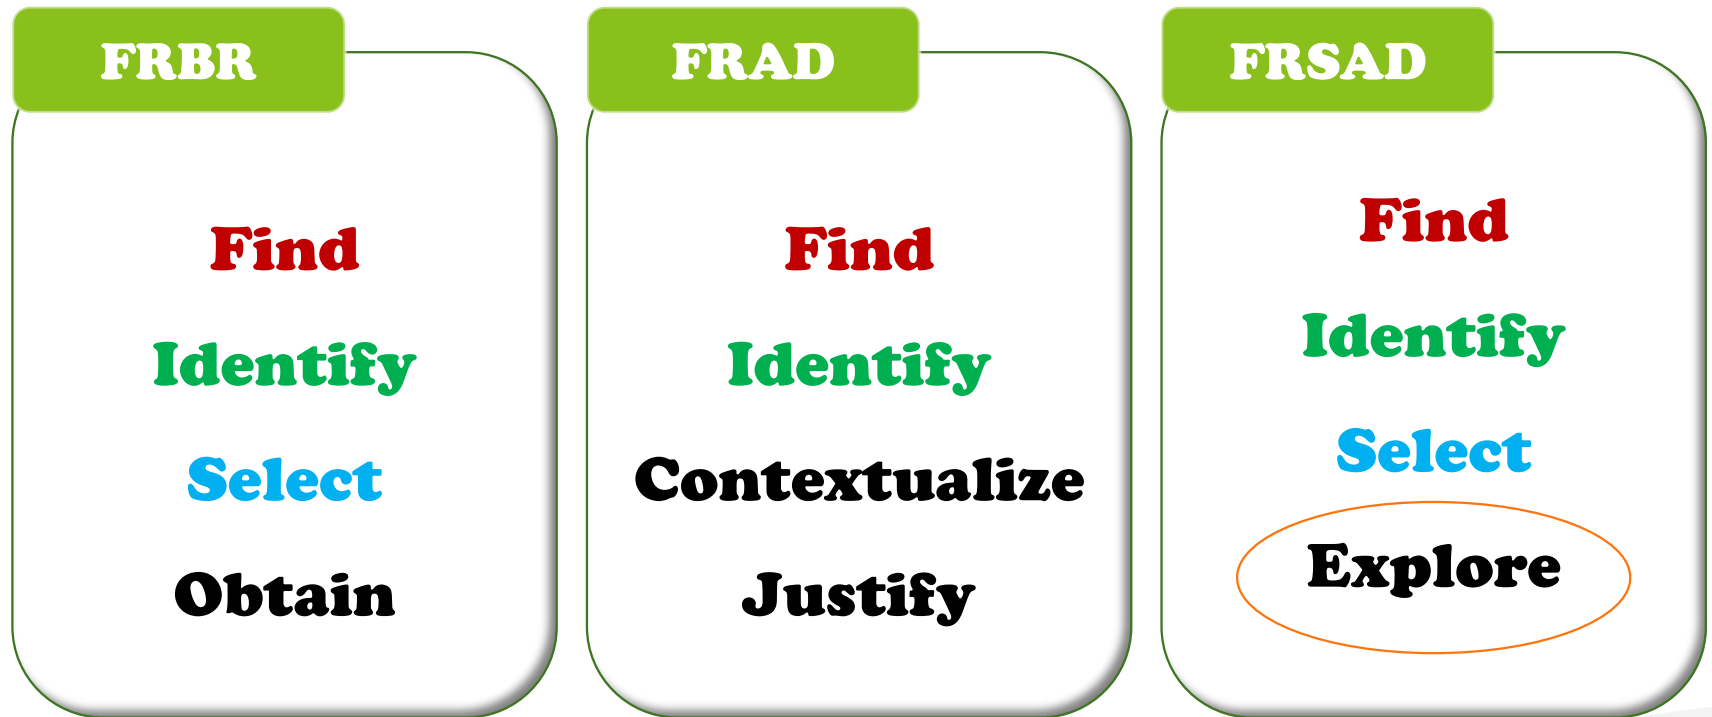 FRBR
Find
Identify
Select
Obtain
FRAD
Find
Identify
Contextualize
Justify
FRSAD
Find
Identify
Select
Explore